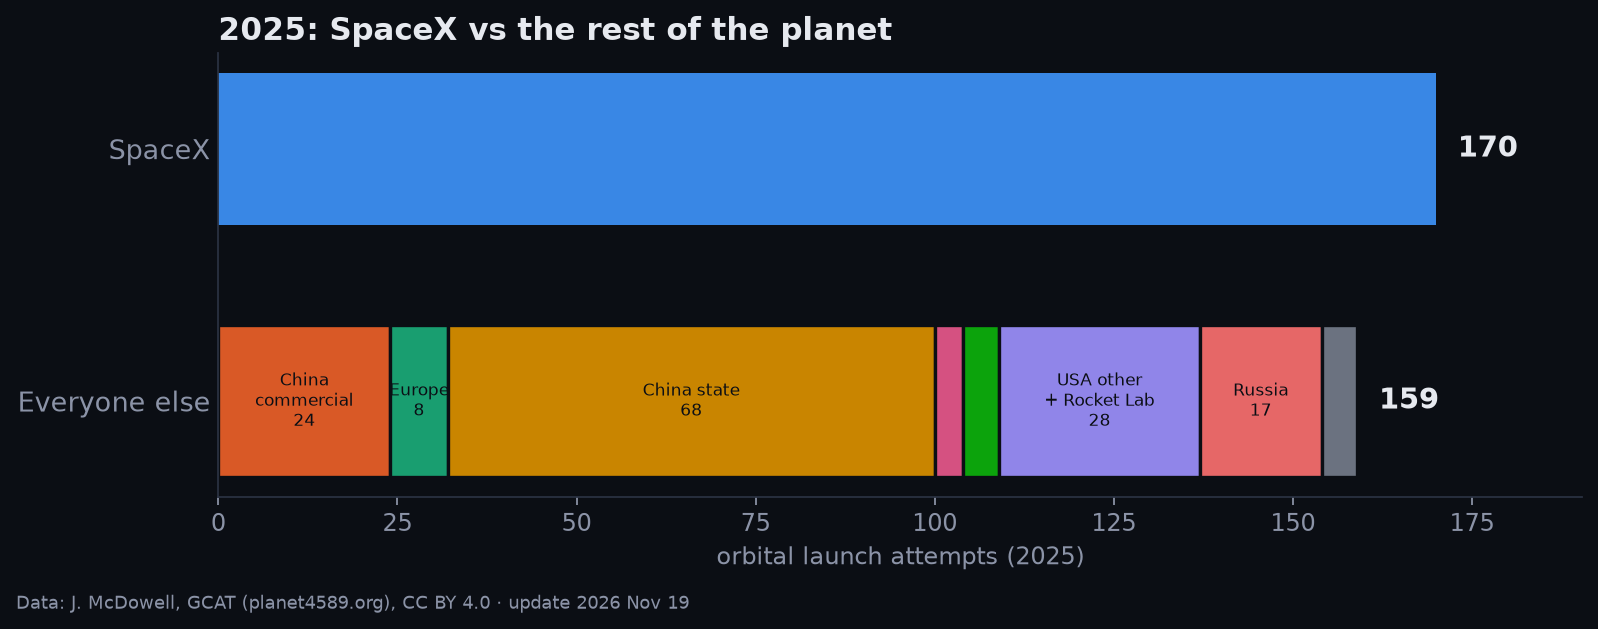 2025: SpaceX vs the rest of the planet
SpaceX
170
Everyone else
China
commercial
24
Europe
8
China state
68
USA other
+ Rocket Lab
28
Russia
17
159
0 25 50 75 100 125 150 175
orbital launch attempts (2025)
Data: J. McDowell, GCAT (planet4589.org), CC BY 4.0 · update 2026 Nov 19